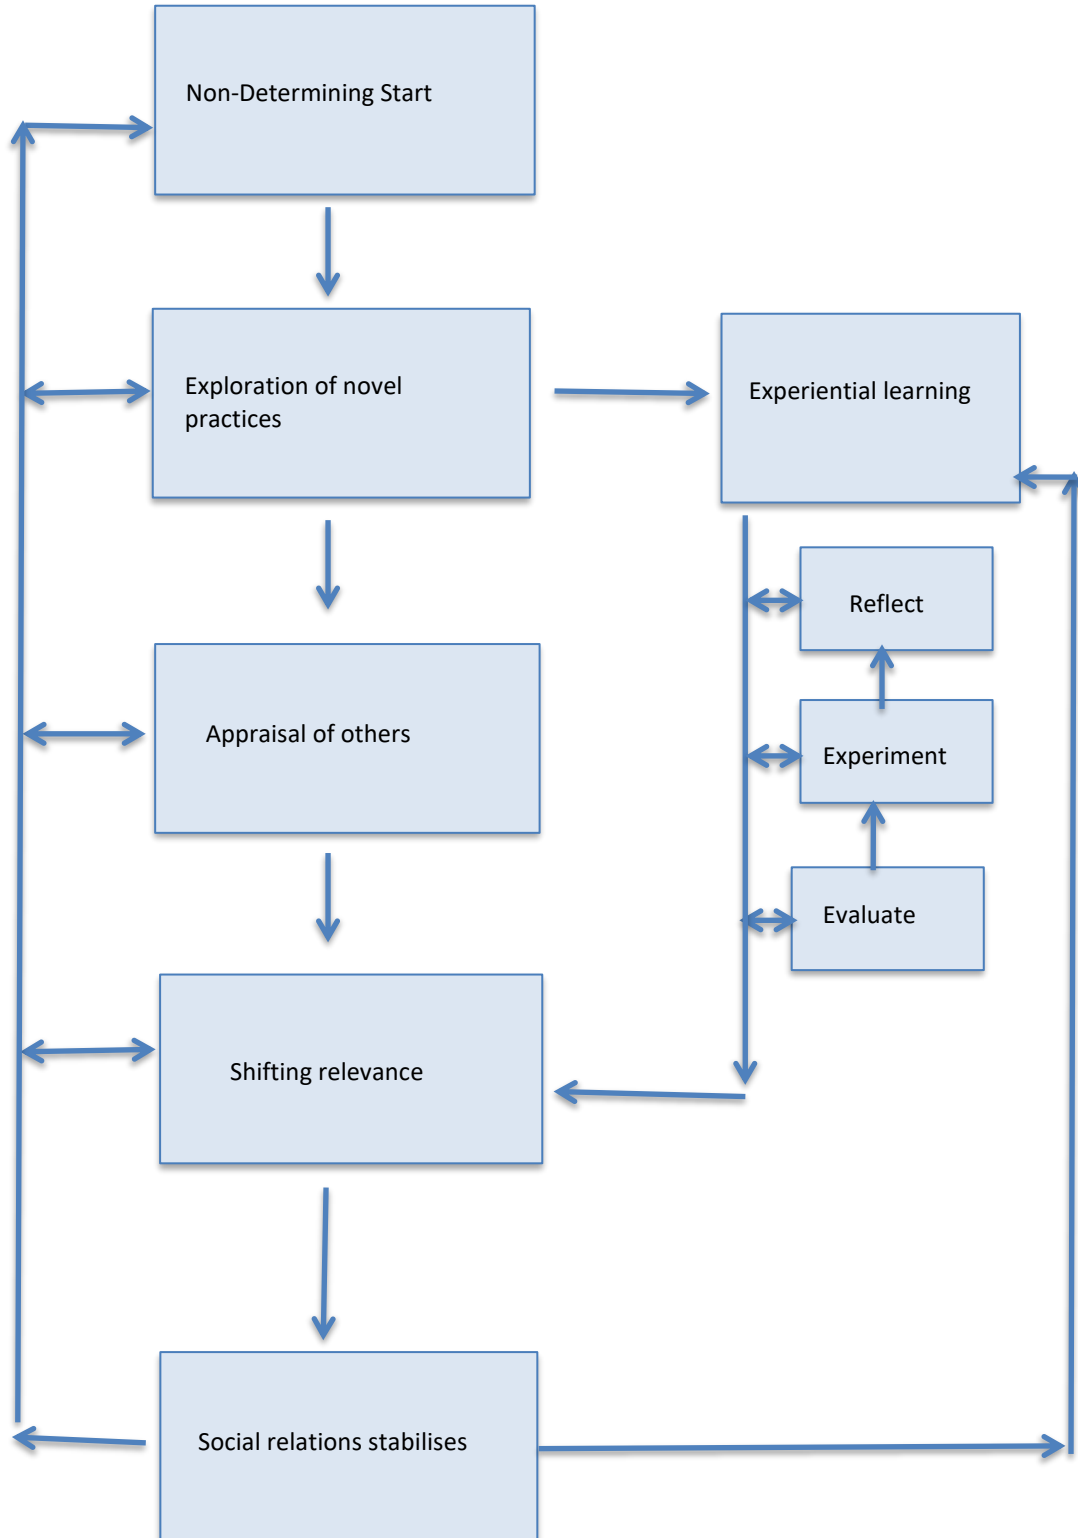 Non-Determining Start
Exploration of novel
practices
Experiential learning
Reflect
Appraisal of others
Experiment
Evaluate
Shifting relevance
Social relations stabilises